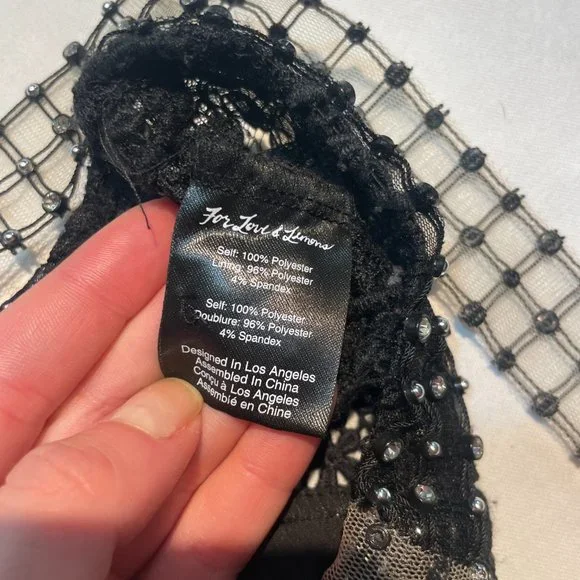 For Love & Lemons
Self: 100% Polyester
Lining: 96% Polyester
4% Spandex
Self: 100% Polyester
Doublure: 96% Polyester
4% Spandex
Designed In Los Angeles
Assembled In China
Conçu à Los Angeles
Assemblé en Chine